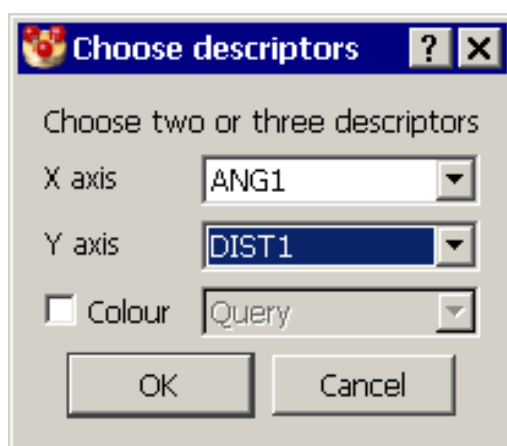 Choose descriptors ?
Choose two or three descriptors
X axis ANG1
Y axis DIST1
Colour Query
OK Cancel